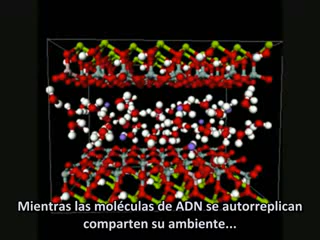 Mientras las moléculas de ADN se autorreplican
comparten su ambiente...